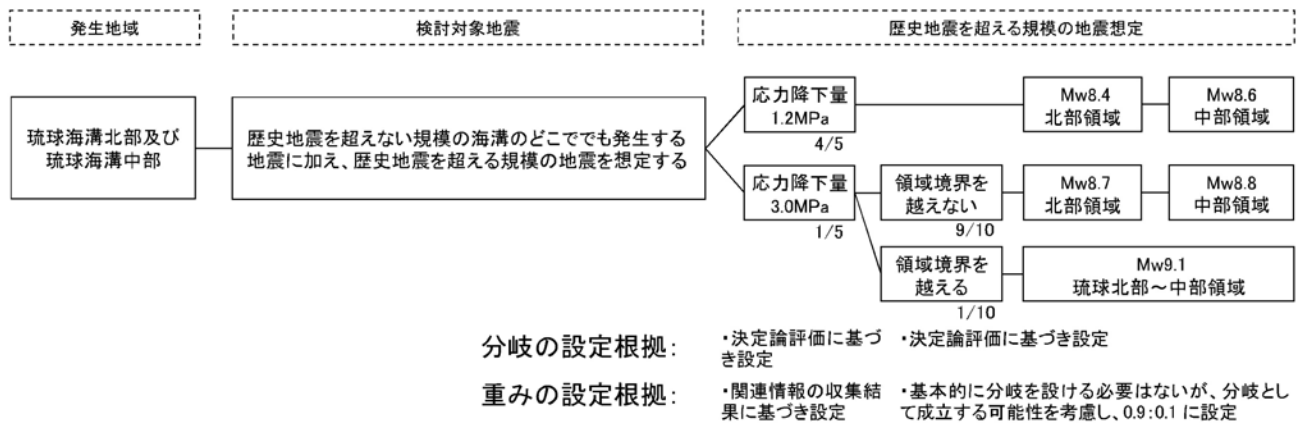 発生地域
検討対象地震
歴史地震を超える規模の地震想定
琉球海溝北部及び
琉球海溝中部
歴史地震を超えない規模の海溝のどこででも発生する
地震に加え、歴史地震を超える規模の地震を想定する
応力降下量
1.2MPa
4/5
Mw8.4
北部領域
Mw8.6
中部領域
応力降下量
3.0MPa
1/5
領域境界を
越えない
9/10
Mw8.7
北部領域
Mw8.8
中部領域
領域境界を
越える
1/10
Mw9.1
琉球北部～中部領域
分岐の設定根拠：
・決定論評価に基づ
き設定
・決定論評価に基づき設定
重みの設定根拠：
・関連情報の収集結
果に基づき設定
・基本的に分岐を設ける必要はないが、分岐とし
て成立する可能性を考慮し、0.9：0.1 に設定